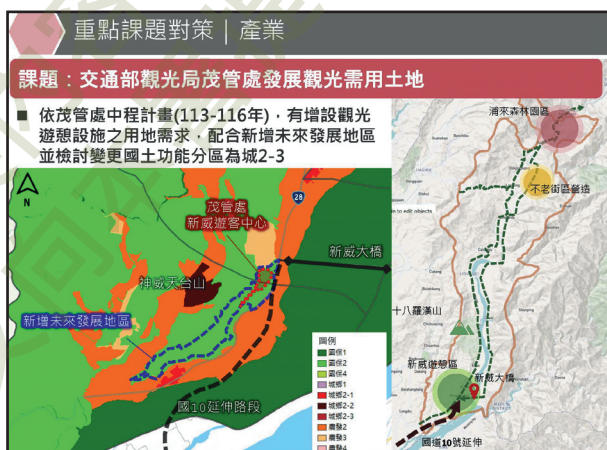 重點課題對策｜產業
課題：交通部觀光局茂管處發展觀光需用土地
■ 依茂管處中程計畫(113-116年)，有增設觀光
遊憩設施之用地需求，配合新增未來發展地區
並檢討變更國土功能分區為城2-3
N
28
茂管處
新威遊客中心
新威大橋
神威天台山
新增未來發展地區
國10延伸路段
圖例
國保1
國保2
國保4
城鄉1
城鄉2-1
城鄉2-2
城鄉2-3
農發2
農發3
農發4
浦來森林園區
不老街區營造
n to edit objects
十八羅漢山
新威遊憩區
新威大橋
國道10號延伸